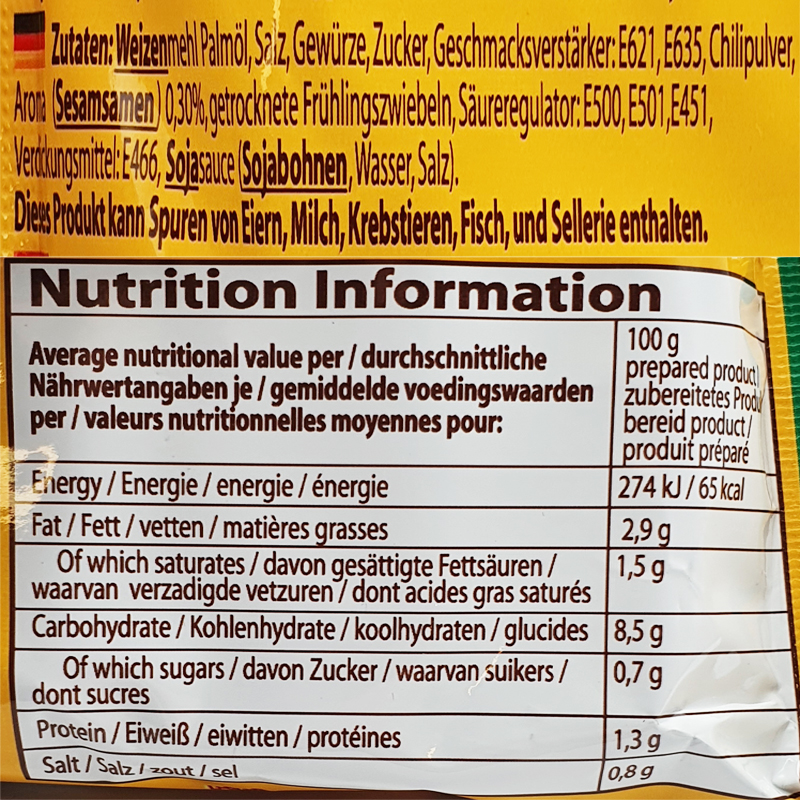 Zutaten: Weizenmehl Palmöl, Salz, Gewürze, Zucker, Geschmacksverstärker: E621, E635, Chilipulver,
Aroma (Sesamsamen) 0,30%, getrocknete Frühlingszwiebeln, Säureregulator: E500, E501, E451,
Verdickungsmittel: E466, Sojasauce (Sojabohnen, Wasser, Salz).
Dieses Produkt kann Spuren von Eiern, Milch, Krebstieren, Fisch, und Sellerie enthalten.
Nutrition Information
Average nutritional value per / durchschnittliche
Nährwertangaben je / gemiddelde voedingswaarden
per / valeurs nutritionnelles moyennes pour:
100 g
prepared product/
zubereitetes Produkt
bereid product /
produit préparé
Energy / Energie / energie / énergie 274 kJ / 65 kcal
Fat / Fett / vetten / matières grasses 2,9 g
Of which saturates / davon gesättigte Fettsäuren / 1,5 g
waarvan verzadigde vetzuren / dont acides gras saturés
Carbohydrate / Kohlenhydrate / koolhydraten / glucides 8,5 g
Of which sugars / davon Zucker / waarvan suikers / 0,7 g
dont sucres
Protein / Eiweiß / eiwitten / protéines 1,3 g
Salt / Salz / zout / sel 0,8 g